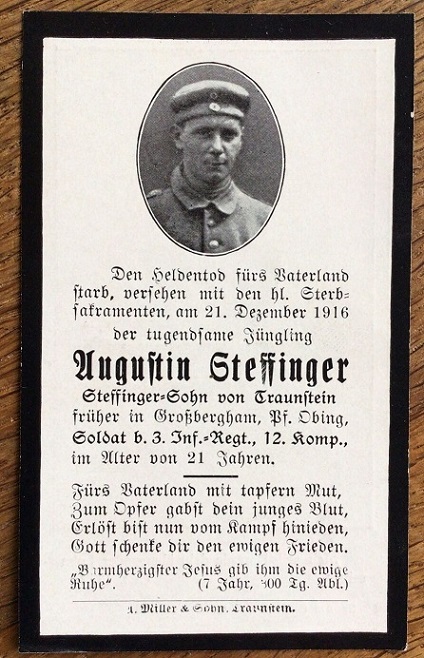 Den Heldentod fürs Vaterland
starb, versehen mit den hl. Sterb-
sakramenten, am 21. Dezember 1916
der tugendsame Jüngling
Augustin Steffinger
Steffinger-Sohn von Traunstein
früher in Großbergham, Pf. Obing,
Soldat b. 3. Inf.-Regt., 12. Komp.,
im Alter von 21 Jahren.
Fürs Vaterland mit tapfern Mut,
Zum Opfer gabst dein junges Blut,
Erlöst bist nun vom Kampf hinieden,
Gott schenke dir den ewigen Frieden.
„Barmherzigster Jesus gib ihm die ewige
Ruhe“. (7 Jahr, 300 Tg. Abl.)
A. Miller & Sohn, Traunstein.